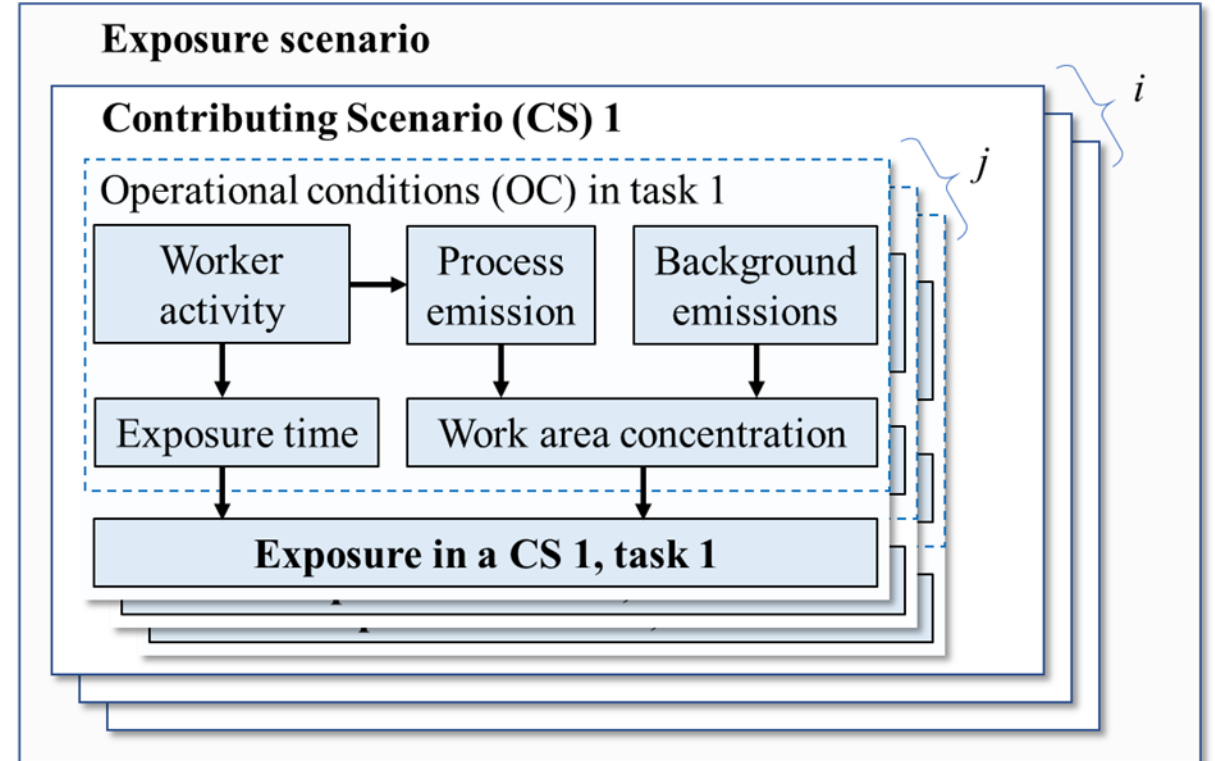 Exposure scenario
i
Contributing Scenario (CS) 1
j
Operational conditions (OC) in task 1
Worker
activity
Process
emission
Background
emissions
Exposure time
Work area concentration
Exposure in a CS 1, task 1